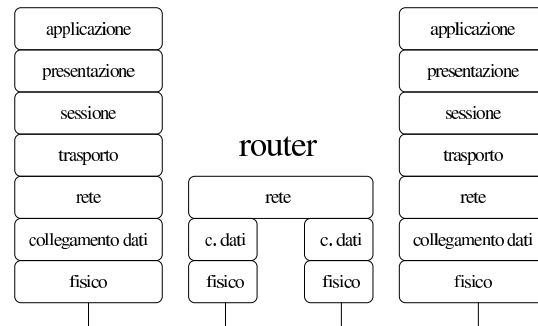 applicazione
presentazione
sessione
trasporto
rete
collegamento dati
fisico
router
rete
c. dati c. dati
fisico fisico
applicazione
presentazione
sessione
trasporto
rete
collegamento dati
fisico